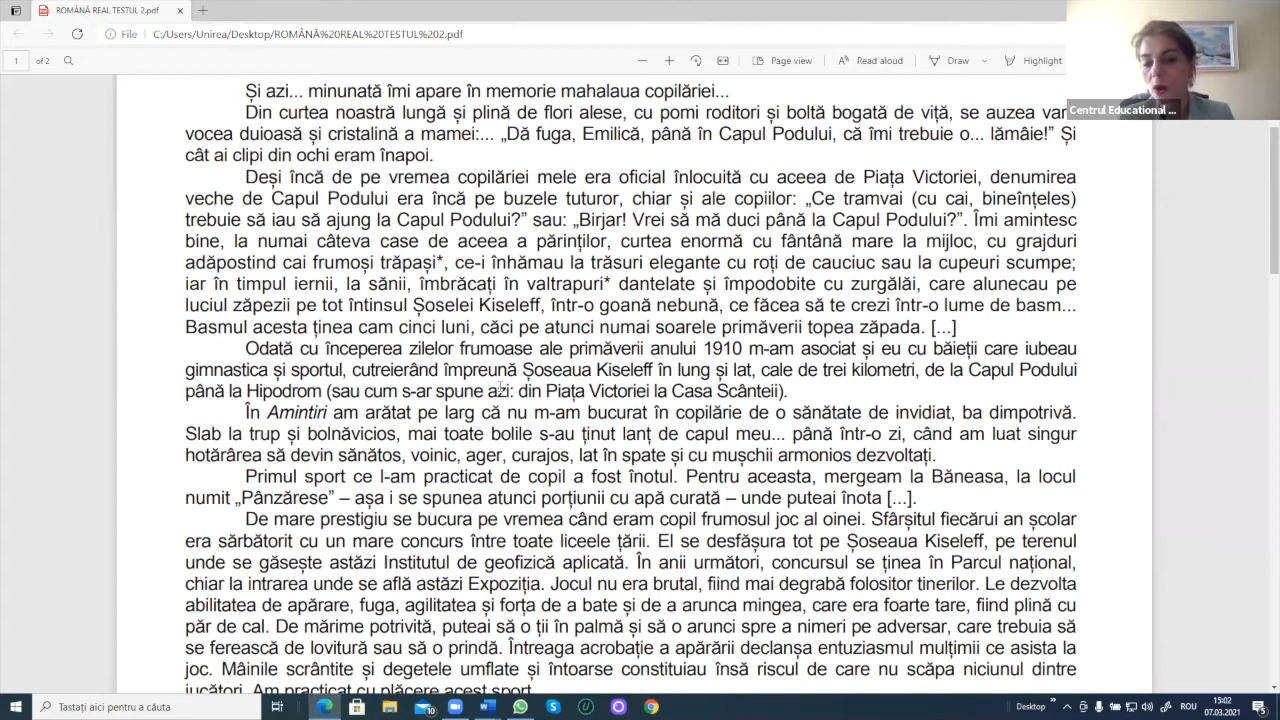 ROMÂNĂ REAL TESTUL 2.pdf
File
C:/Users/Unirea/Desktop/ROMÂNĂ%20REAL%20TESTUL%202.pdf
1
of 2
Page view
Read aloud
Draw
Highlight
Centrul Educational ...
Și azi... minunată îmi apare în memorie mahalaua copilăriei...
Din curtea noastră lungă și plină de flori alese, cu pomi roditori și boltă bogată de viță, se auzea
vocea duioasă și cristalină a mamei:... „Dă fuga, Emilică, până în Capul Podului, că îmi trebuie o... lămâie!” Și
cât ai clipi din ochi eram înapoi.
Deși încă de pe vremea copilăriei mele era oficial înlocuită cu aceea de Piața Victoriei, denumirea
veche de Capul Podului era încă pe buzele tuturor, chiar și ale copiilor: „Ce tramvai (cu cai, bineînțeles)
trebuie să iau să ajung la Capul Podului?” sau: „Birjar! Vrei să mă duci până la Capul Podului?”. Îmi amintesc
bine, la numai câteva case de aceea a părinților, curtea enormă cu fântână mare la mijloc, cu grajduri
adăpostind cai frumoși trăpași*, ce-i înhămau la trăsuri elegante cu roți de cauciuc sau la cupeuri scumpe;
iar în timpul iernii, la sănii, îmbrăcați în valtrapuri* dantelate și împodobite cu zurgălăi, care alunecau pe
luciul zăpezii pe tot întinsul Șoselei Kiseleff, într-o goană nebună, ce făcea să te crezi într-o lume de basm...
Basmul acesta ținea cam cinci luni, căci pe atunci numai soarele primăverii topea zăpada. [...]
Odată cu începerea zilelor frumoase ale primăverii anului 1910 m-am asociat și eu cu băieții care iubeau
gimnastica și sportul, cutreierând împreună Șoseaua Kiseleff în lung și lat, cale de trei kilometri, de la Capul Podului
până la Hipodrom (sau cum s-ar spune azi: din Piața Victoriei la Casa Scânteii).
În Amintiri am arătat pe larg că nu m-am bucurat în copilărie de o sănătate de invidiat, ba dimpotrivă.
Slab la trup și bolnăvicios, mai toate bolile s-au ținut lanț de capul meu... până într-o zi, când am luat singur
hotărârea să devin sănătos, voinic, ager, curajos, lat în spate și cu mușchii armonios dezvoltați.
Primul sport ce l-am practicat de copil a fost înotul. Pentru aceasta, mergeam la Băneasa, la locul
numit „Pânzărese” – așa i se spunea atunci porțiunii cu apă curată – unde puteai înota [...].
De mare prestigiu se bucura pe vremea când eram copil frumosul joc al oinei. Sfârșitul fiecărui an școlar
era sărbătorit cu un mare concurs între toate liceele țării. El se desfășura tot pe Șoseaua Kiseleff, pe terenul
unde se găsește astăzi Institutul de geofizică aplicată. În anii următori, concursul se ținea în Parcul național,
chiar la intrarea unde se află astăzi Expoziția. Jocul nu era brutal, fiind mai degrabă folositor tinerilor. Le dezvolta
abilitatea de apărare, fuga, agilitatea și forța de a bate și de a arunca mingea, care era foarte tare, fiind plină cu
păr de cal. De mărime potrivită, puteai să o ții în palmă și să o arunci spre a nimeri pe adversar, care trebuia să
se ferească de lovitură sau să o prindă. Întreaga acrobație a apărării declanșa entuziasmul mulțimii ce asista la
joc. Mâinile scrântite și degetele umflate și întoarse constituiau însă riscul de care nu scăpa niciunul dintre
jucători. Am practicat cu plăcere acest sport
Tastați aici pentru a căuta
10
Desktop
ROU
15:02
07.03.2021
5